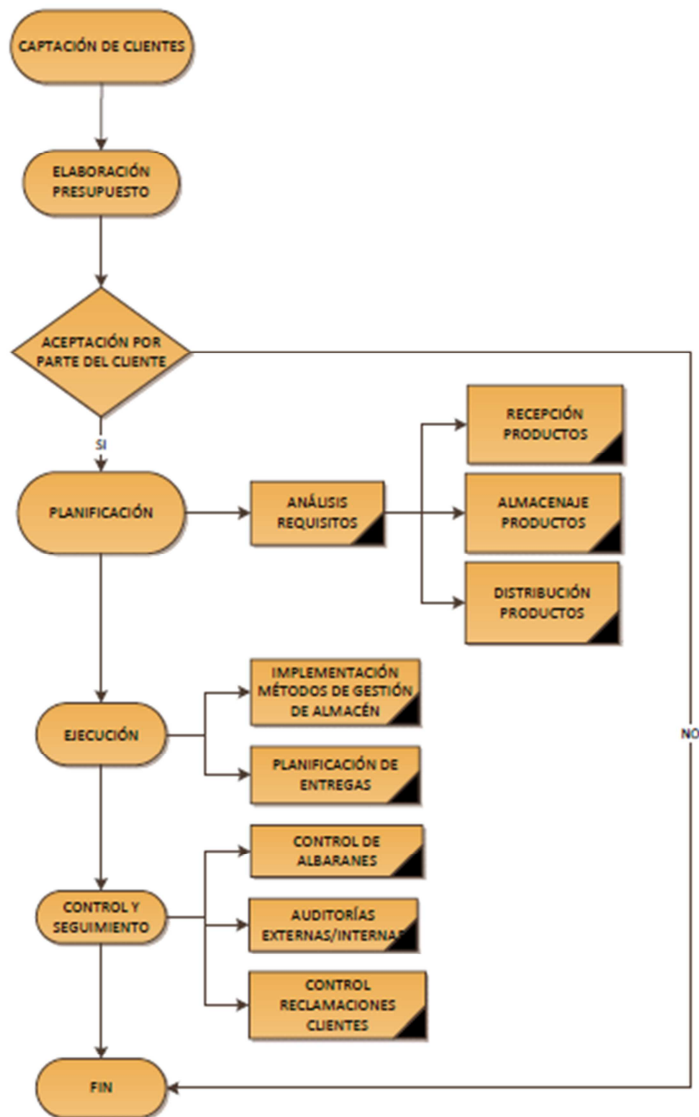 CAPTACIÓN DE CLIENTES
ELABORACIÓN
PRESUPUESTO
ACEPTACIÓN POR
PARTE DEL CLIENTE
SI
PLANIFICACIÓN
ANÁLISIS
REQUISITOS
RECEPCIÓN
PRODUCTOS
ALMACENAJE
PRODUCTOS
DISTRIBUCIÓN
PRODUCTOS
IMPLEMENTACIÓN
MÉTODOS DE GESTIÓN
DE ALMACÉN
EJECUCIÓN
NO
PLANIFICACIÓN DE
ENTREGAS
CONTROL DE
ALBARANES
CONTROL Y
SEGUIMIENTO
AUDITORÍAS
EXTERNAS/INTERNAS
CONTROL
RECLAMACIONES
CLIENTES
FIN